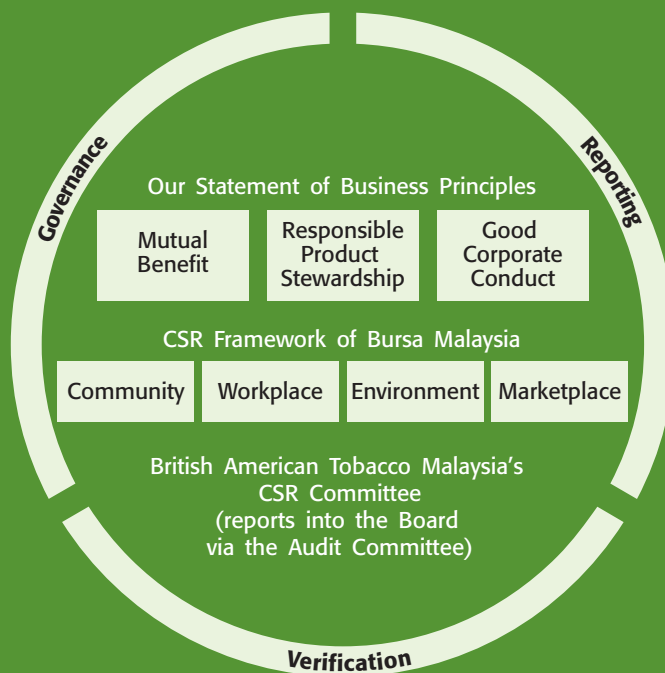 Governance
Reporting
Our Statement of Business Principles
Mutual
Benefit
Responsible
Product
Stewardship
Good
Corporate
Conduct
CSR Framework of Bursa Malaysia
Community
Workplace
Environment
Marketplace
British American Tobacco Malaysia's
CSR Committee
(reports into the Board
via the Audit Committee)
Verification